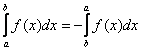 ∫_a^b f(x)dx = -∫_b^a f(x)dx